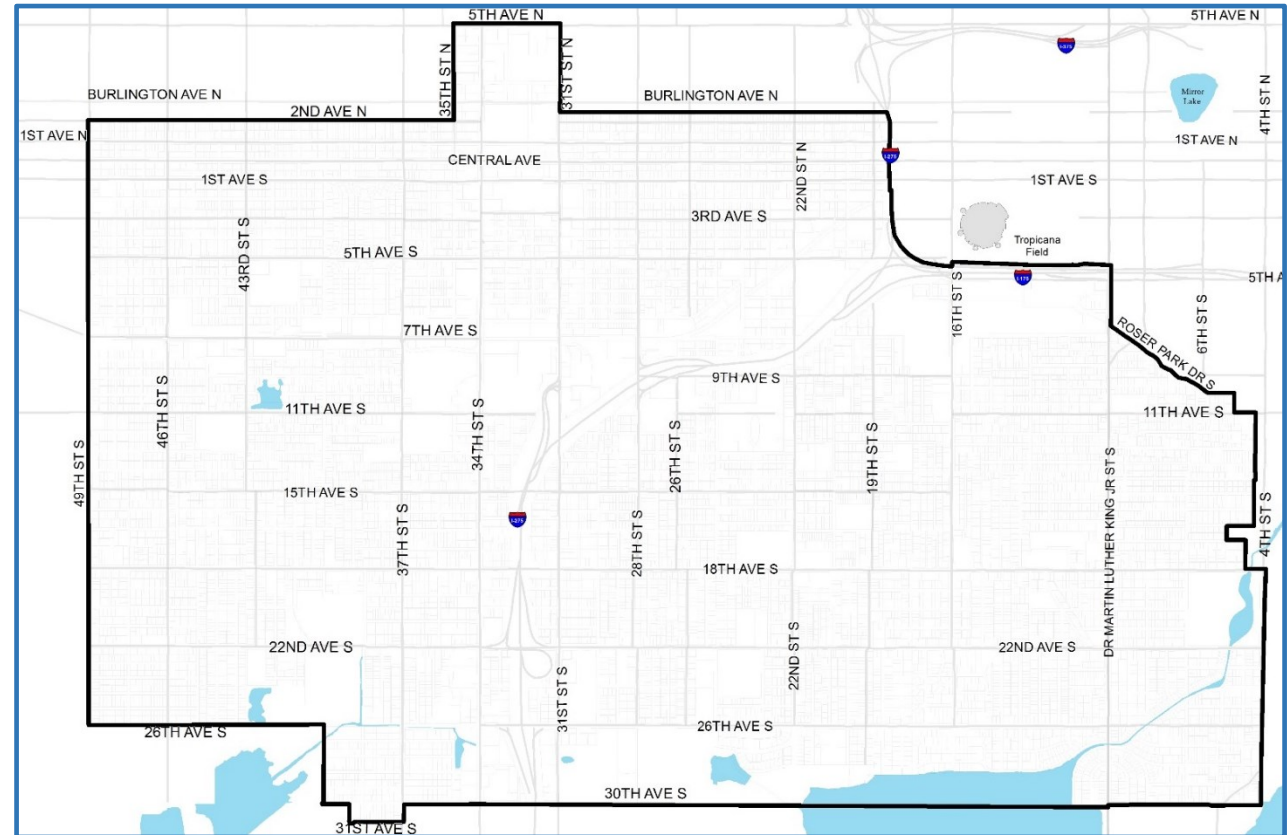 5TH AVE N
5TH AVE N
I-375
35TH ST N
31ST ST N
4TH ST N
BURLINGTON AVE N
BURLINGTON AVE N
Mirror
Lake
2ND AVE N
1ST AVE N
1ST AVE N
I-275
CENTRAL AVE
22ND ST N
1ST AVE S
1ST AVE S
43RD ST S
3RD AVE S
Tropicana
Field
5TH AVE S
I-175
5TH A
16TH ST S
6TH ST S
7TH AVE S
ROSER PARK DR S
9TH AVE S
46TH ST S
11TH AVE S
11TH AVE S
49TH ST S
34TH ST S
26TH ST S
19TH ST S
DR MARTIN LUTHER KING JR ST S
15TH AVE S
I-275
37TH ST S
28TH ST S
4TH ST S
18TH AVE S
22ND AVE S
22ND AVE S
22ND ST S
31ST ST S
26TH AVE S
26TH AVE S
30TH AVE S
31ST AVE S